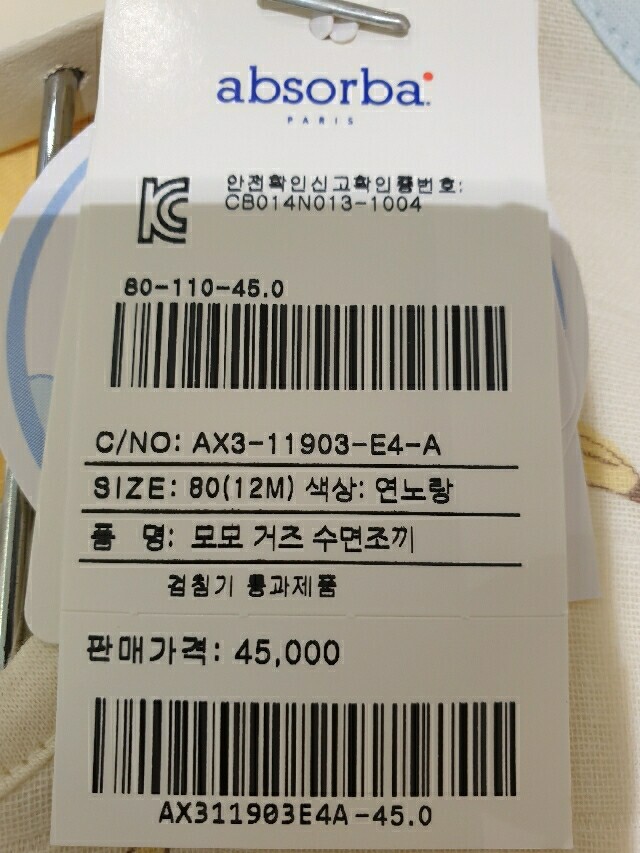 absorba
PARIS
안전확인신고확인증번호:
CB014N013-1004
80-110-45.0
C/NO: AX3-11903-E4-A
SIZE: 80(12M) 색상: 연노랑
품 명: 모모 거즈 수면조끼
검침기 통과제품
판매가격: 45,000
AX311903E4A-45.0